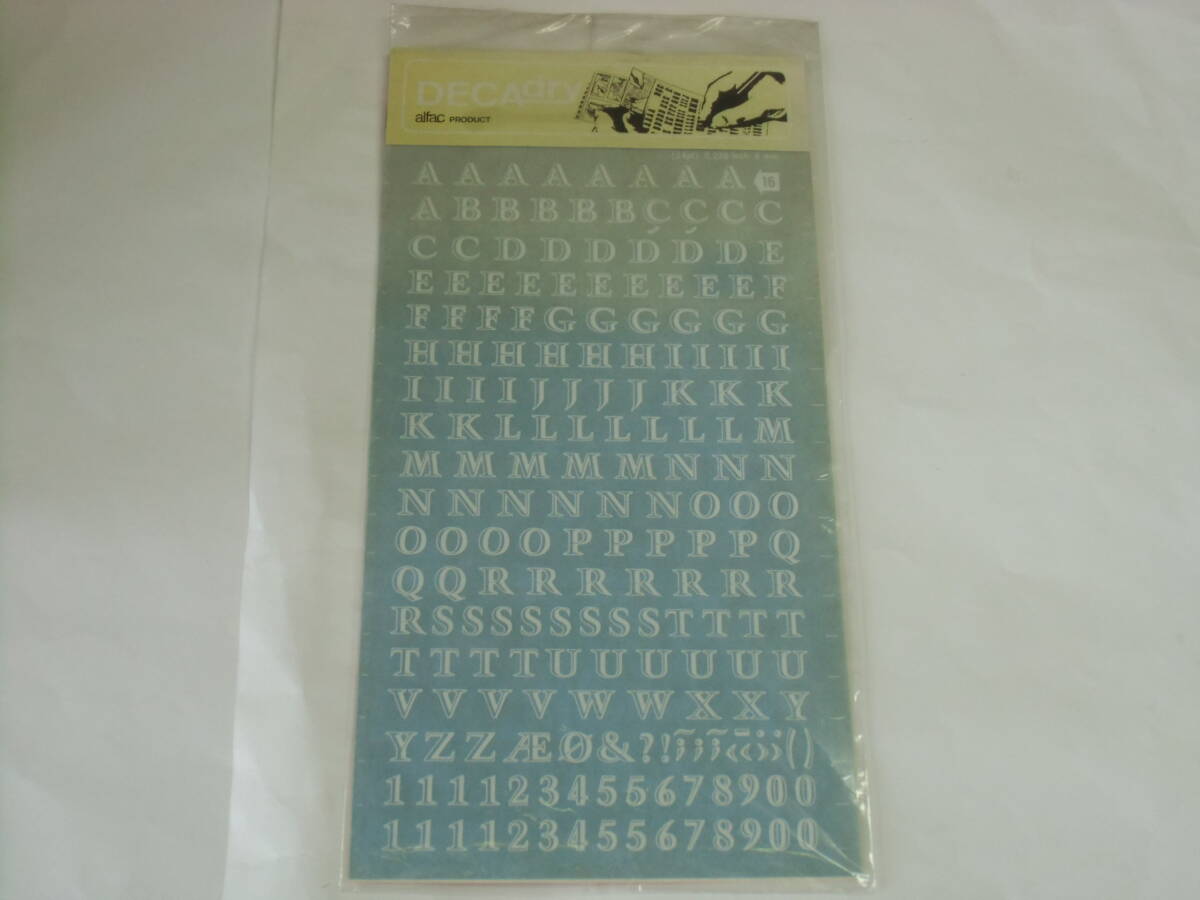 DECAdry
alfac PRODUCT
16
A A A A A A A A
A B B B B B Ç Ç C C
C C D D D D D D E
E E E E E E E E E E F
F F F F G G G G G G
H H H H H H I I I I
I I I J J J J K K K
K K L L L L L L L M
M M M M M N N N
N N N N N N O O O
O O O O P P P P P Q
Q Q R R R R R R R
R S S S S S S S S T T T T
T T T T U U U U U U
V V V V W W X X Y
Y Z Z Æ Ø & ? !
1 1 1 1 2 3 4 5 5 6 7 8 9 0 0
1 1 1 1 2 3 4 5 5 6 7 8 9 0 0